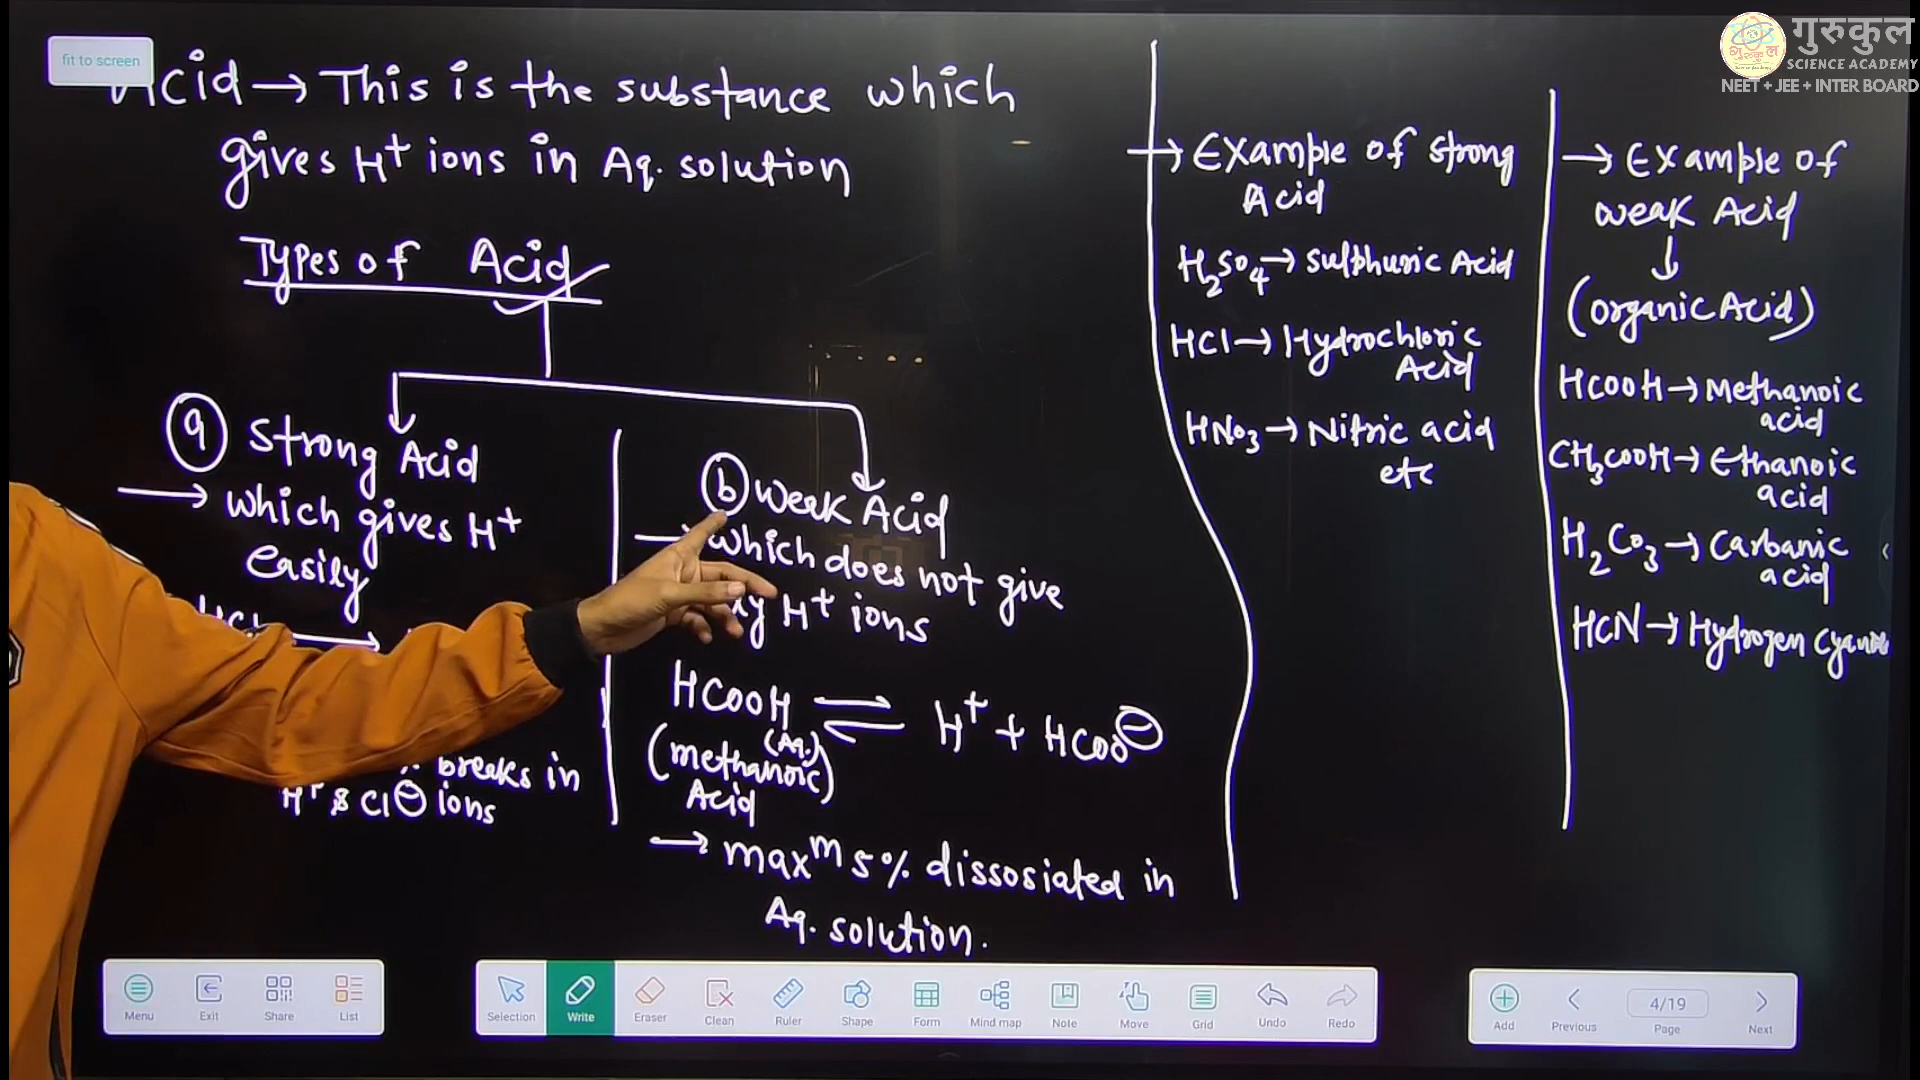 fit to screen
गुरुकुल
SCIENCE ACADEMY
NEET + JEE + INTER BOARD
Acid → This is the substance which
gives H⁺ ions in Aq. solution
Types of Acid
ⓐ Strong Acid
→ which gives H⁺
easily
HCl →
breaks in
H⁺ & Cl⊖ ions
ⓑ Weak Acid
→ which does not give
H⁺ ions
HCOOH ⇌ H⁺ + HCOO⊖
(Aq.)
(methanoic
Acid)
→ maxᵐ 5% dissosiated in
Aq. solution.
→ Example of strong
Acid
H₂SO₄ → Sulphuric Acid
HCl → Hydrochloric
Acid
HNO₃ → Nitric acid
etc
→ Example of
weak Acid
↓
(organic Acid)
HCOOH → Methanoic
acid
CH₃COOH → Ethanoic
acid
H₂CO₃ → Carbanic
acid
HCN → Hydrogen
Menu
Exit
Share
List
Selection
Write
Eraser
Clean
Ruler
Shape
Form
Mind map
Note
Move
Grid
Undo
Redo
Add
Previous
4/19
Page
Next